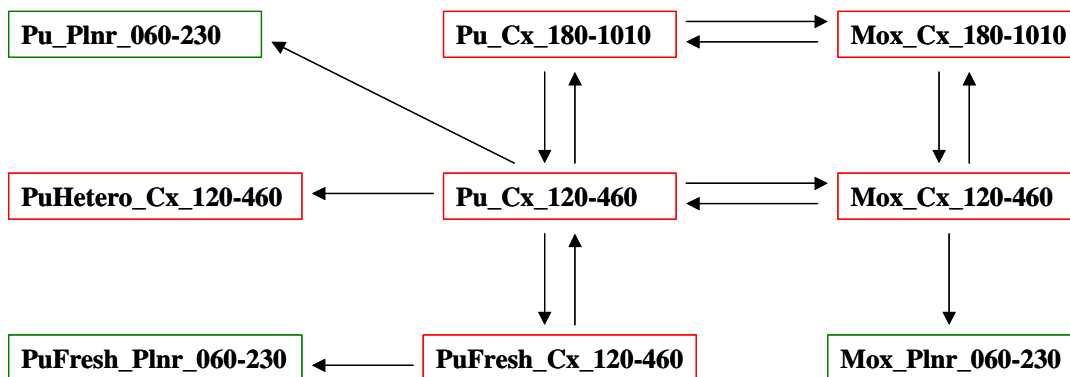 Pu_Plnr_060-230
Pu_Cx_180-1010
Mox_Cx_180-1010
PuHetero_Cx_120-460
Pu_Cx_120-460
Mox_Cx_120-460
PuFresh_Plnr_060-230
PuFresh_Cx_120-460
Mox_Plnr_060-230